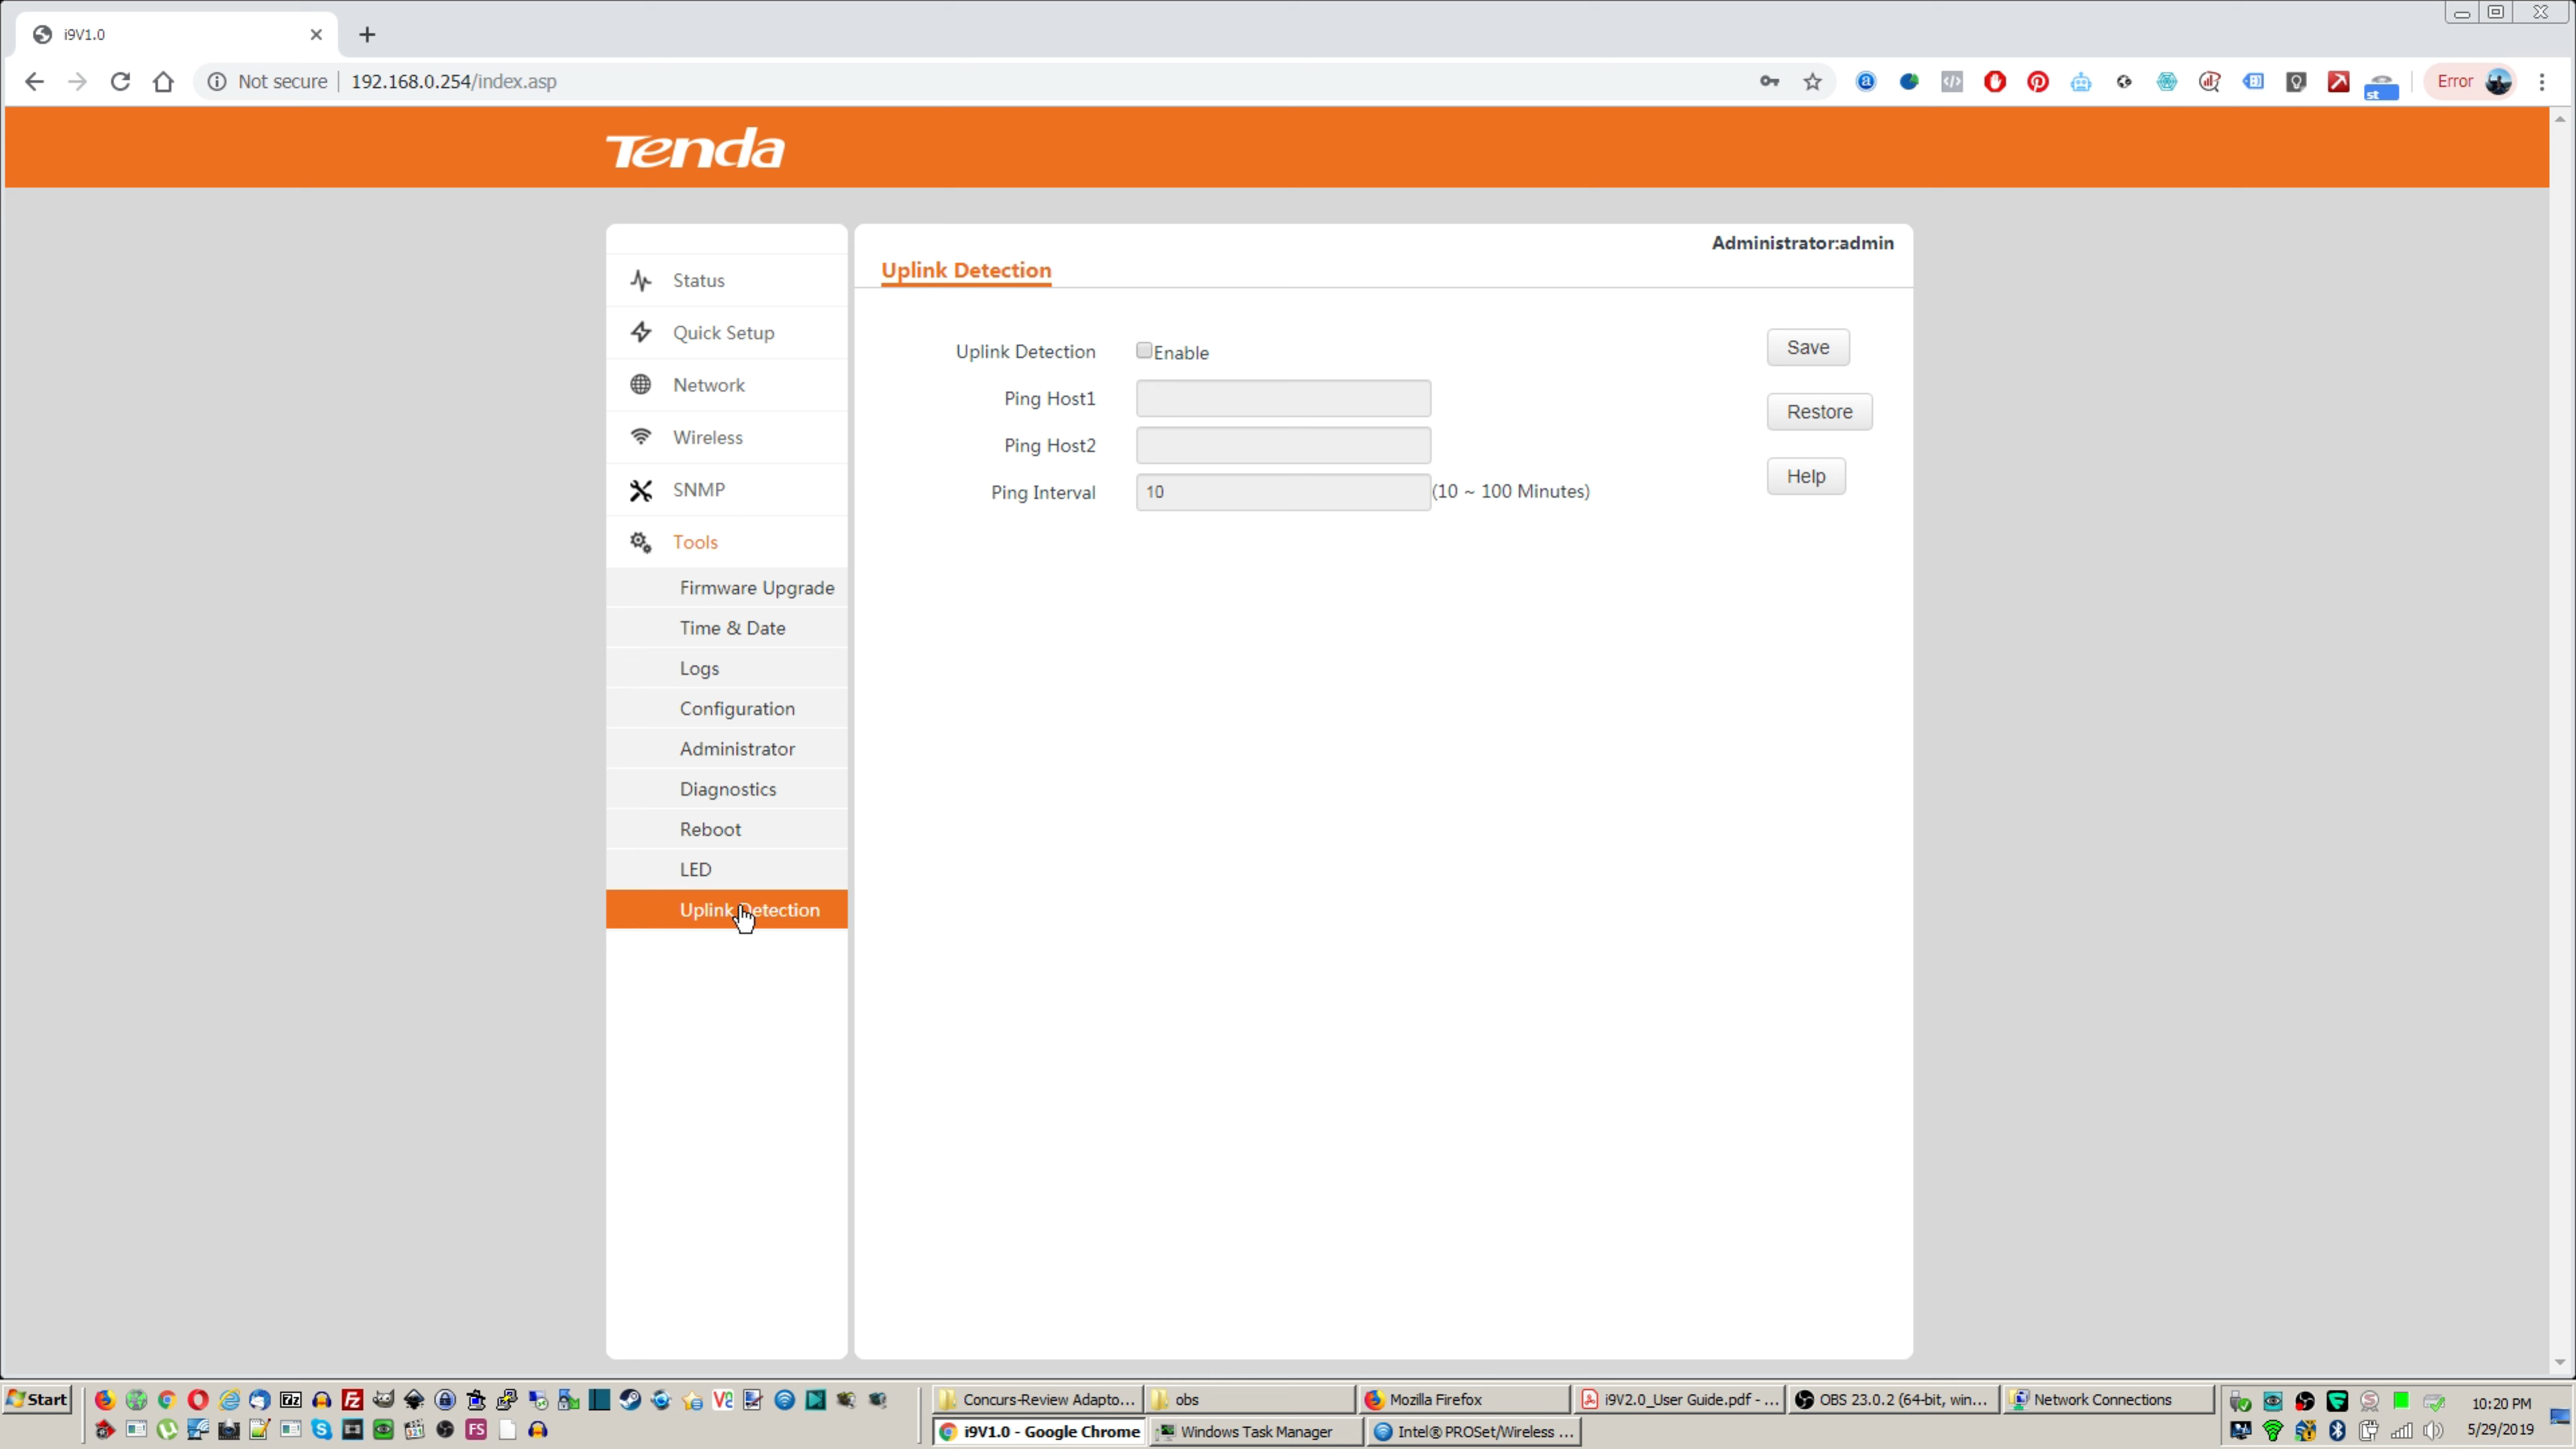 i9V1.0
Not secure | 192.168.0.254/index.asp
Error
st
Tenda
Administrator:admin
Uplink Detection
Status
Quick Setup
Network
Wireless
SNMP
Tools
Firmware Upgrade
Time & Date
Logs
Configuration
Administrator
Diagnostics
Reboot
LED
Uplink Detection
Uplink Detection Enable
Ping Host1
Ping Host2
Ping Interval 10 (10 ~ 100 Minutes)
Save
Restore
Help
Start
Concurs-Review Adapto...
obs
Mozilla Firefox
i9V2.0_User Guide.pdf - ...
OBS 23.0.2 (64-bit, win...
Network Connections
i9V1.0 - Google Chrome
Windows Task Manager
Intel® PROSet/Wireless ...
10:20 PM
5/29/2019